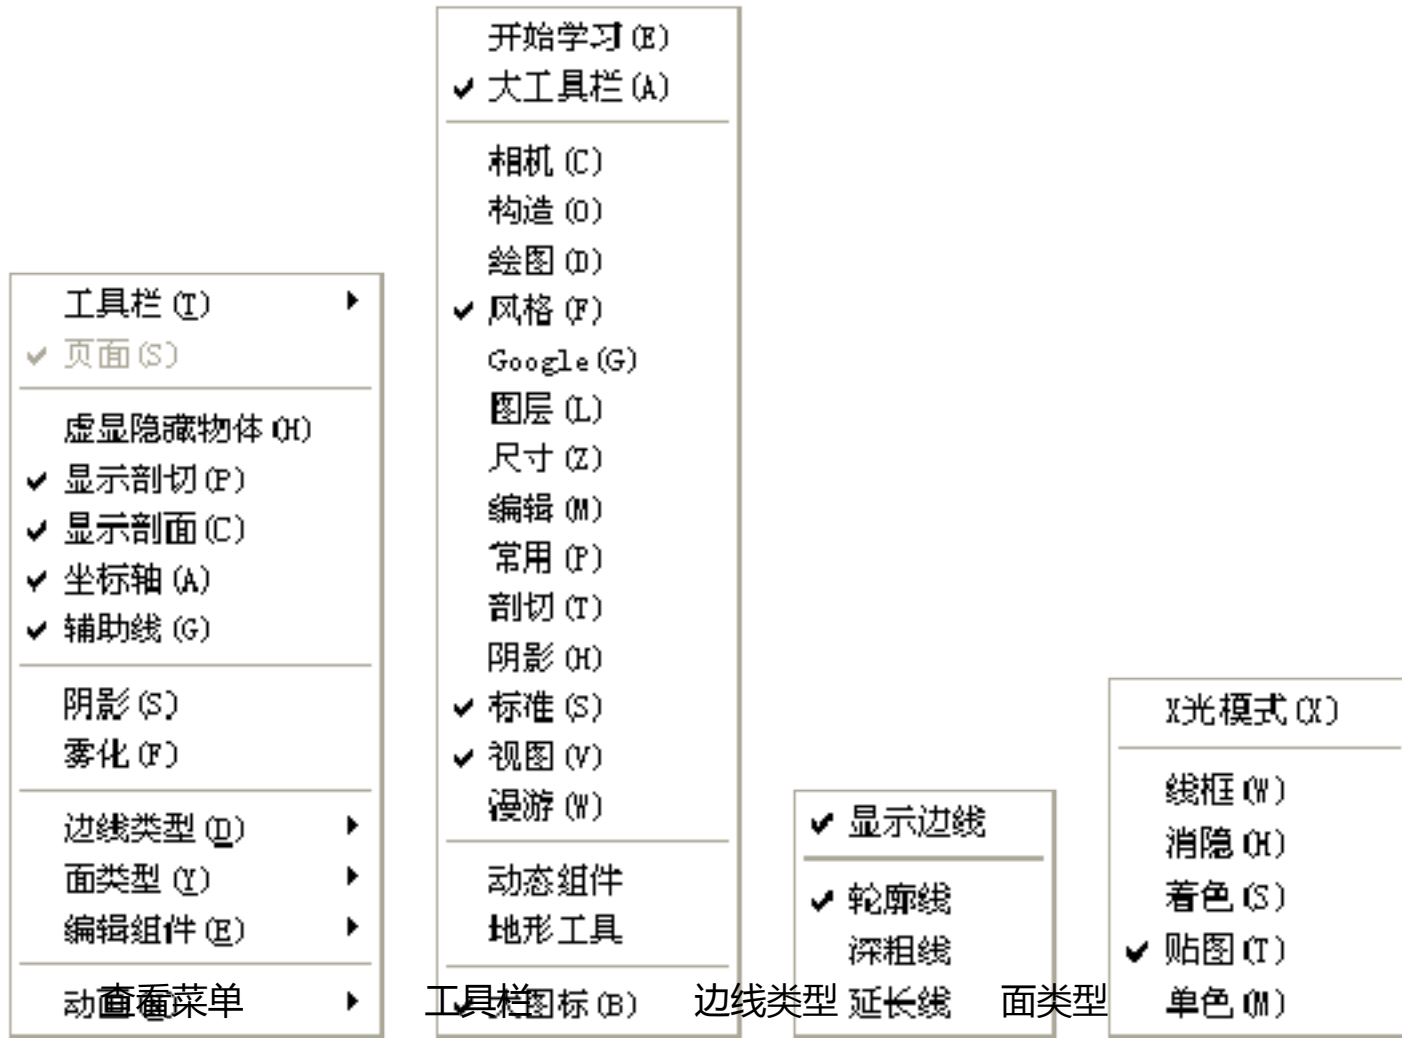 工具栏(T)
页面(S)
虚显隐藏物体(H)
显示剖切(P)
显示剖面(C)
坐标轴(A)
辅助线(G)
阴影(S)
雾化(F)
边线类型(D)
面类型(Y)
编辑组件(E)
动画
查看菜单
开始学习(E)
大工具栏(A)
相机(C)
构造(O)
绘图(D)
风格(F)
Google(G)
图层(L)
尺寸(Z)
编辑(M)
常用(P)
剖切(T)
阴影(H)
标准(S)
视图(V)
漫游(W)
动态组件
地形工具
图标(B)
工具栏
显示边线
轮廓线
深粗线
延长线
边线类型
X光模式(X)
线框(W)
消隐(H)
着色(S)
贴图(T)
单色(M)
面类型